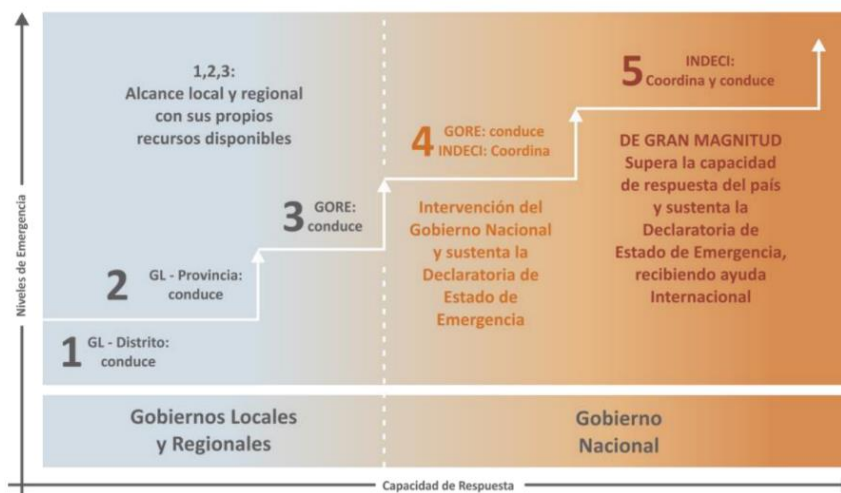 Niveles de Emergencia
1,2,3:
Alcance local y regional
con sus propios
recursos disponibles
1 GL - Distrito:
conduce
2 GL - Provincia:
conduce
3 GORE:
conduce
4 GORE: conduce
INDECI: Coordina
Intervención del
Gobierno Nacional
y sustenta la
Declaratoria de
Estado de
Emergencia
5 INDECI:
Coordina y conduce
DE GRAN MAGNITUD
Supera la capacidad
de respuesta del país
y sustenta la
Declaratoria de
Estado de Emergencia,
recibiendo ayuda
Internacional
Gobiernos Locales
y Regionales
Gobierno
Nacional
Capacidad de Respuesta